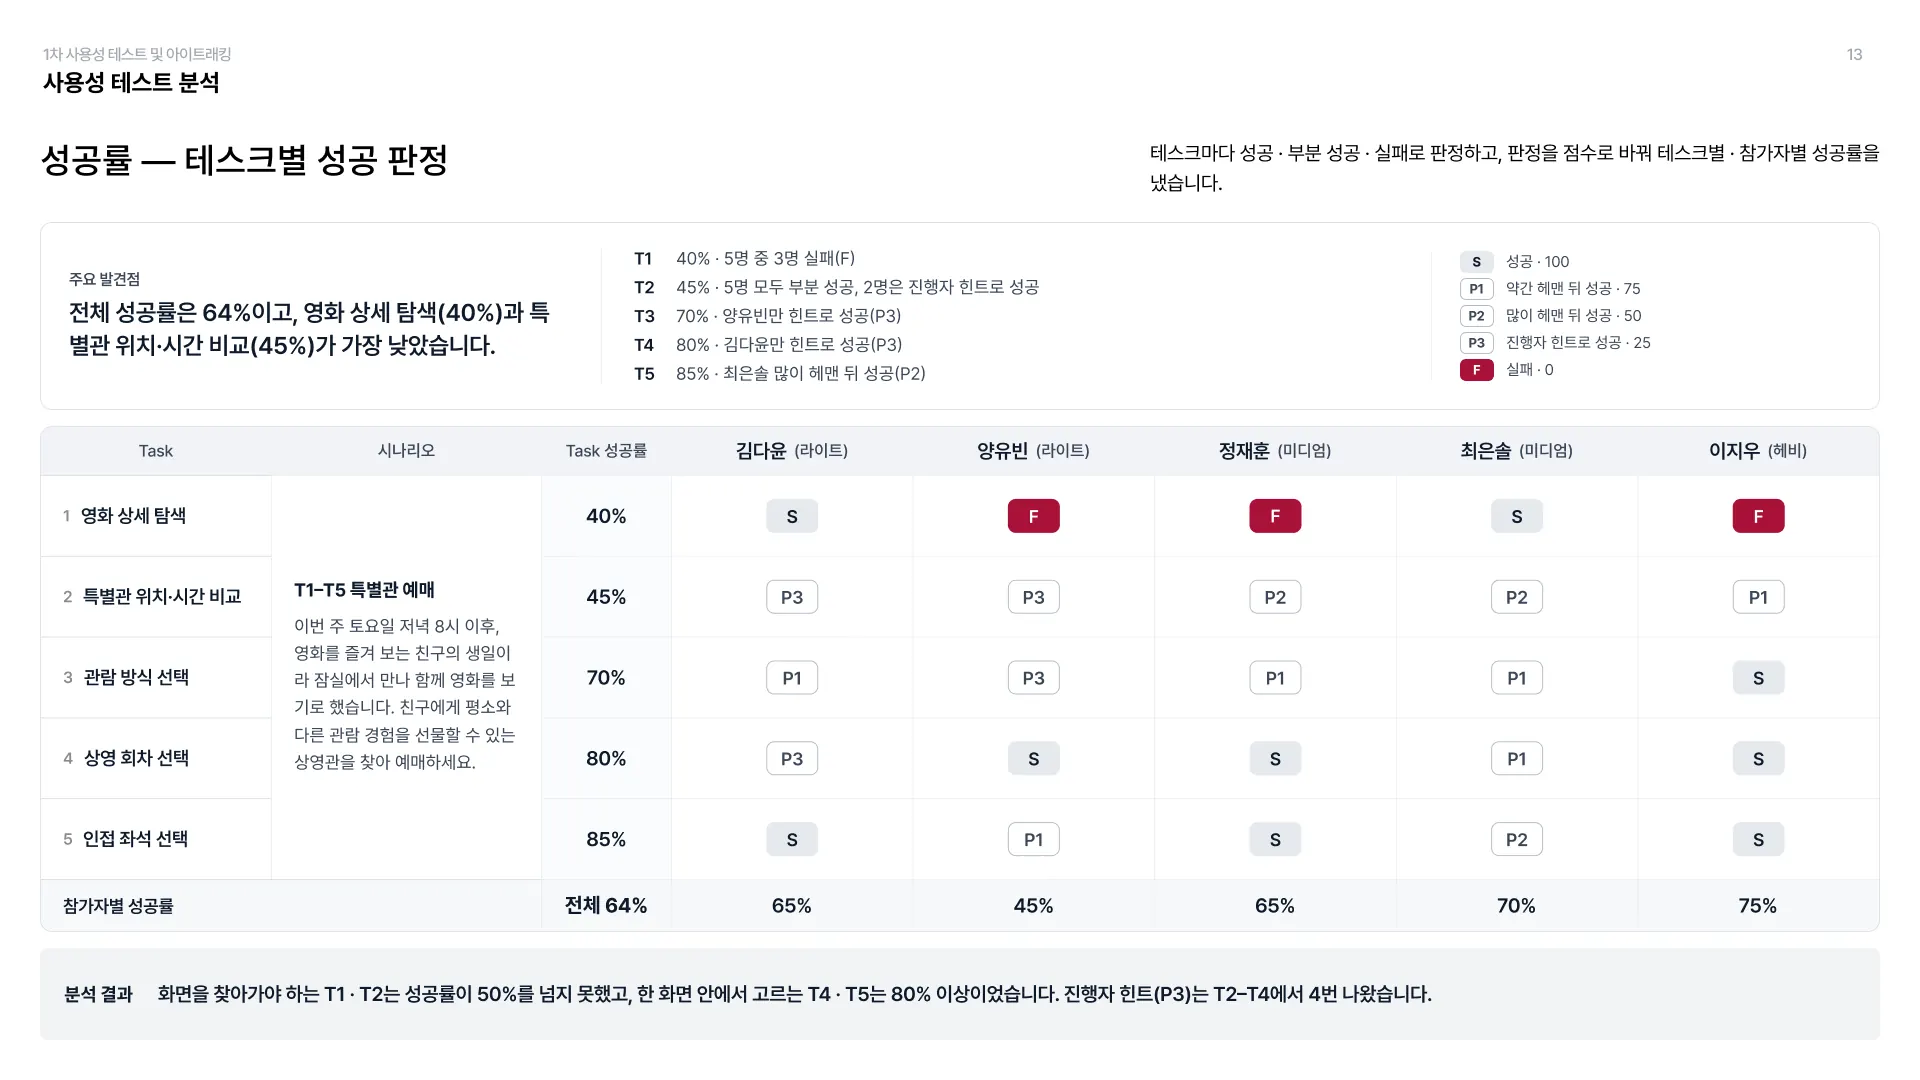 1차 사용성 테스트 및 아이트래킹
13
사용성 테스트 분석
성공률 — 테스크별 성공 판정
테스크마다 성공 · 부분 성공 · 실패로 판정하고, 판정을 점수로 바꿔 테스크별 · 참가자별 성공률을
냈습니다.
주요 발견점
전체 성공률은 64%이고, 영화 상세 탐색(40%)과 특
별관 위치·시간 비교(45%)가 가장 낮았습니다.
T1 40% · 5명 중 3명 실패(F)
T2 45% · 5명 모두 부분 성공, 2명은 진행자 힌트로 성공
T3 70% · 양유빈만 힌트로 성공(P3)
T4 80% · 김다윤만 힌트로 성공(P3)
T5 85% · 최은솔 많이 헤맨 뒤 성공(P2)
S 성공 · 100
P1 약간 헤맨 뒤 성공 · 75
P2 많이 헤맨 뒤 성공 · 50
P3 진행자 힌트로 성공 · 25
F 실패 · 0
Task 시나리오 Task 성공률 김다윤 (라이트) 양유빈 (라이트) 정재훈 (미디엄) 최은솔 (미디엄) 이지우 (헤비)
1 영화 상세 탐색 40% S F F S F
2 특별관 위치·시간 비교 45% P3 P3 P2 P2 P1
3 관람 방식 선택 70% P1 P3 P1 P1 S
4 상영 회차 선택 80% P3 S S P1 S
5 인접 좌석 선택 85% S P1 S P2 S
T1–T5 특별관 예매
이번 주 토요일 저녁 8시 이후,
영화를 즐겨 보는 친구의 생일이
라 잠실에서 만나 함께 영화를 보
기로 했습니다. 친구에게 평소와
다른 관람 경험을 선물할 수 있는
상영관을 찾아 예매하세요.
참가자별 성공률 전체 64% 65% 45% 65% 70% 75%
분석 결과 화면을 찾아가야 하는 T1 · T2는 성공률이 50%를 넘지 못했고, 한 화면 안에서 고르는 T4 · T5는 80% 이상이었습니다. 진행자 힌트(P3)는 T2–T4에서 4번 나왔습니다.